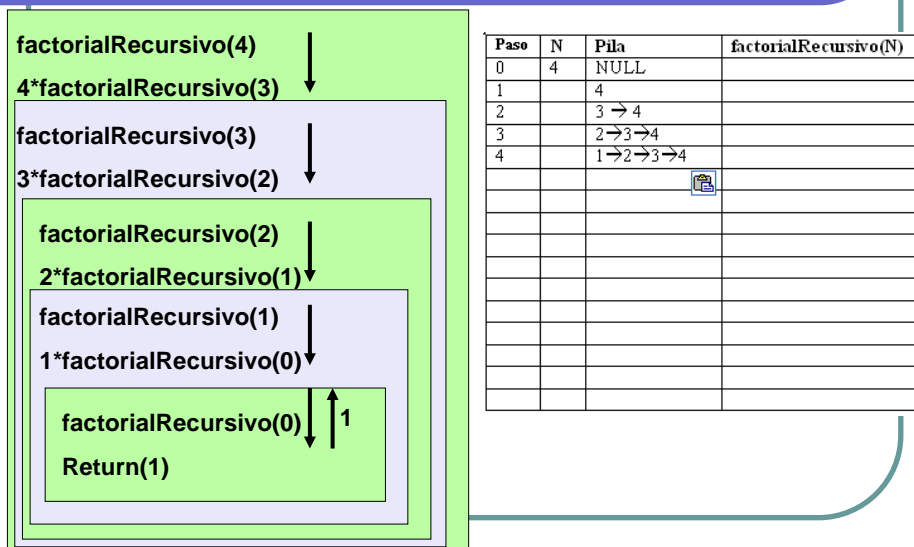 factorialRecursivo(4)
4*factorialRecursivo(3)
factorialRecursivo(3)
3*factorialRecursivo(2)
factorialRecursivo(2)
2*factorialRecursivo(1)
factorialRecursivo(1)
1*factorialRecursivo(0)
factorialRecursivo(0) 1
Return(1)
Paso N Pila factorialRecursivo(N)
0 4 NULL
1 4
2 3 → 4
3 2→3→4
4 1→2→3→4